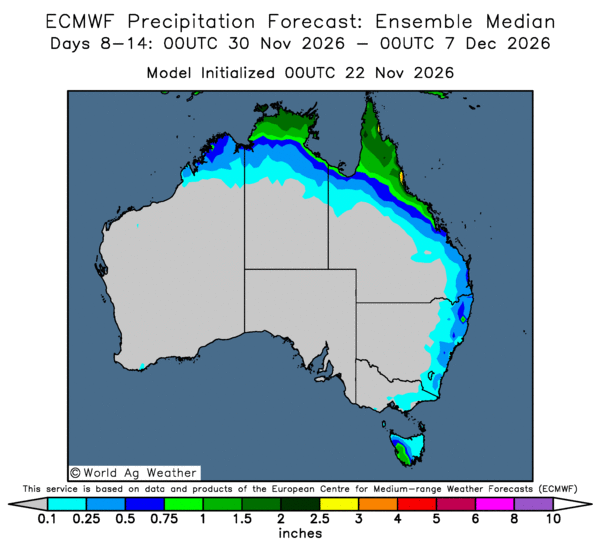 ECMWF Precipitation Forecast: Ensemble Median
Days 8-14: 00UTC 30 Nov 2026 - 00UTC 7 Dec 2026
Model Initialized 00UTC 22 Nov 2026
© World Ag Weather
This service is based on data and products of the European Centre for Medium-range Weather Forecasts (ECMWF)
0.1 0.25 0.5 0.75 1 1.5 2 2.5 3 4 5 6 8 10
inches